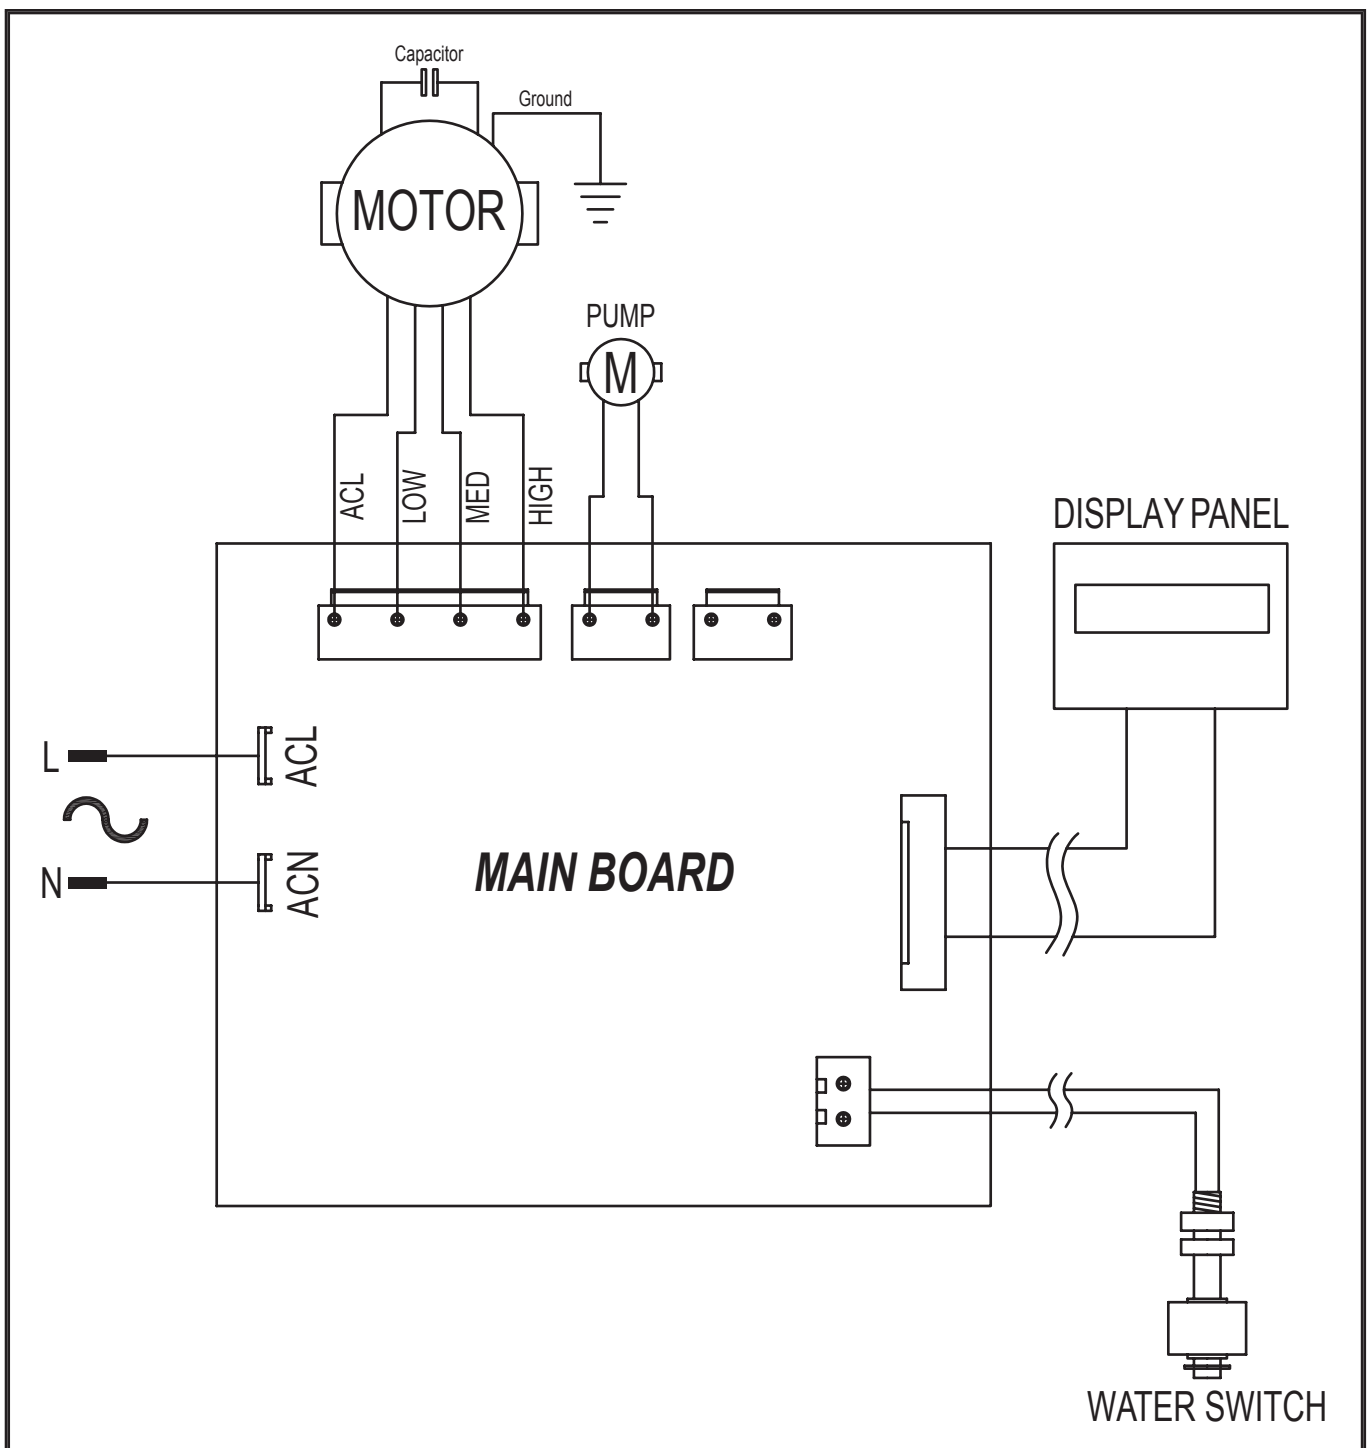 Capacitor
Ground
MOTOR
PUMP
M
ACL
LOW
MED
HIGH
DISPLAY PANEL
L
ACL
N
ACN
MAIN BOARD
WATER SWITCH